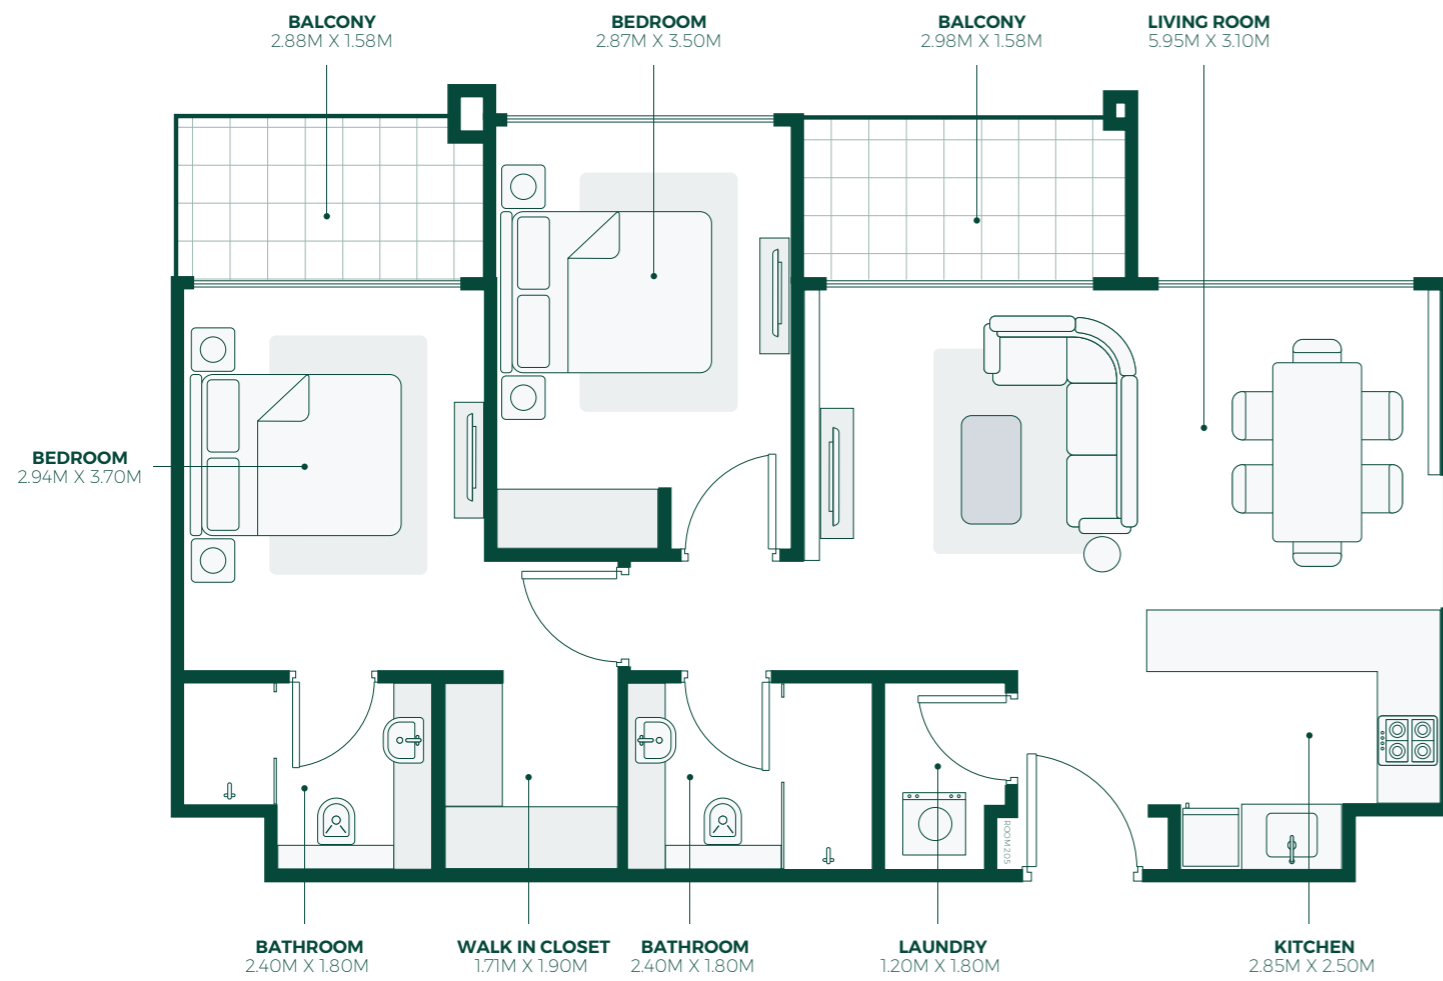 BALCONY
2.88M X 1.58M
BEDROOM
2.87M X 3.50M
BALCONY
2.98M X 1.58M
LIVING ROOM
5.95M X 3.10M
BEDROOM
2.94M X 3.70M
ROOM 205
BATHROOM
2.40M X 1.80M
WALK IN CLOSET
1.71M X 1.90M
BATHROOM
2.40M X 1.80M
LAUNDRY
1.20M X 1.80M
KITCHEN
2.85M X 2.50M